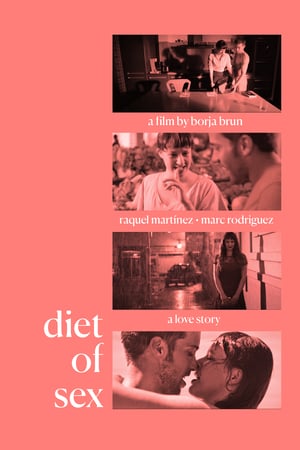 a film by borja brun
raquel martínez • marc rodríguez
a love story
diet
of
sex